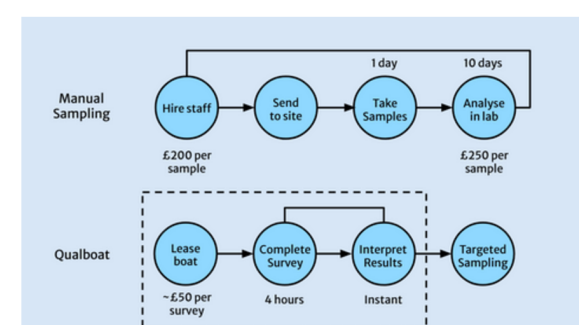 1 day
10 days
Manual
Sampling
Hire staff
Send
to site
Take
Samples
Analyse
in lab
£200 per
sample
£250 per
sample
Qualboat
Lease
boat
Complete
Survey
Interpret
Results
Targeted
Sampling
~£50 per
survey
4 hours
Instant